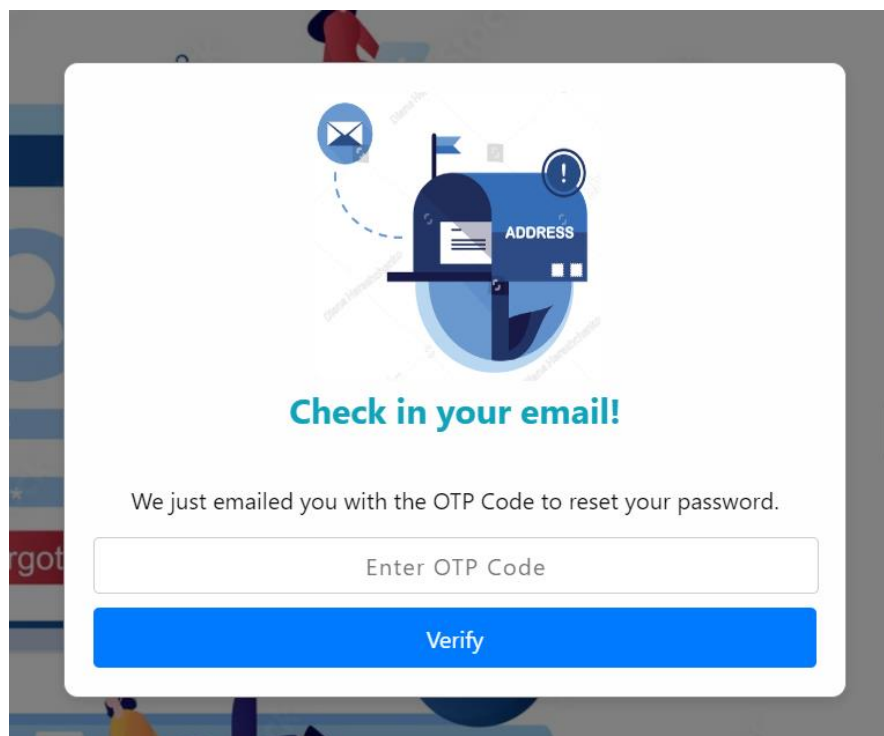 ADDRESS
Check in your email!
We just emailed you with the OTP Code to reset your password.
rgot
Enter OTP Code
Verify